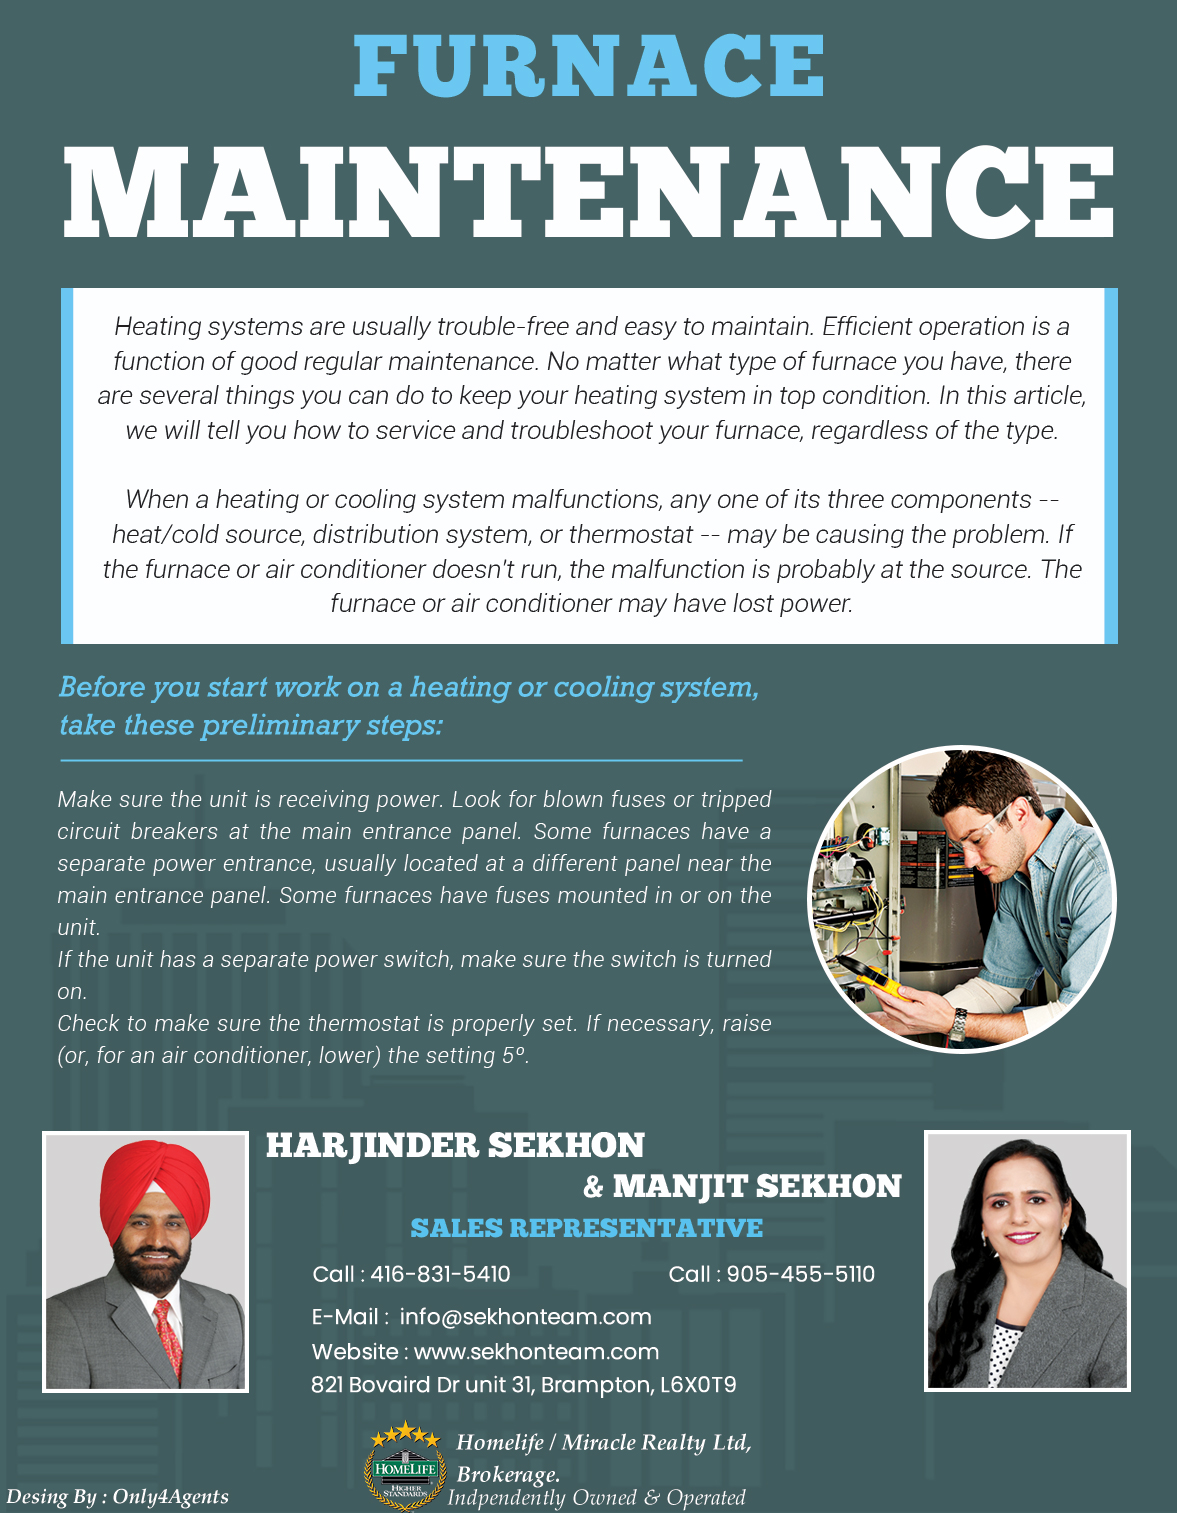 FURNACE
MAINTENANCE
Heating systems are usually trouble-free and easy to maintain. Efficient operation is a
function of good regular maintenance. No matter what type of furnace you have, there
are several things you can do to keep your heating system in top condition. In this article,
we will tell you how to service and troubleshoot your furnace, regardless of the type.
When a heating or cooling system malfunctions, any one of its three components --
heat/cold source, distribution system, or thermostat -- may be causing the problem. If
the furnace or air conditioner doesn't run, the malfunction is probably at the source. The
furnace or air conditioner may have lost power.
Before you start work on a heating or cooling system,
take these preliminary steps:
Make sure the unit is receiving power. Look for blown fuses or tripped
circuit breakers at the main entrance panel. Some furnaces have a
separate power entrance, usually located at a different panel near the
main entrance panel. Some furnaces have fuses mounted in or on the
unit.
If the unit has a separate power switch, make sure the switch is turned
on.
Check to make sure the thermostat is properly set. If necessary, raise
(or, for an air conditioner, lower) the setting 5º.
HARJINDER SEKHON
& MANJIT SEKHON
SALES REPRESENTATIVE
Call : 416-831-5410
Call : 905-455-5110
E-Mail : info@sekhonteam.com
Website : www.sekhonteam.com
821 Bovaird Dr unit 31, Brampton, L6X0T9
HOMELIFE
HIGHER
STANDARDS
Homelife / Miracle Realty Ltd,
Brokerage.
Indpendently Owned & Operated
Desing By : Only4Agents